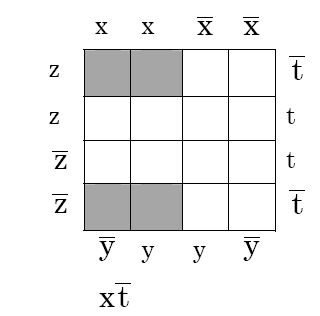 x x x̅ x̅
z t̅
z t
z̅ t
z̅ t̅
y̅ y y y̅
xt̅